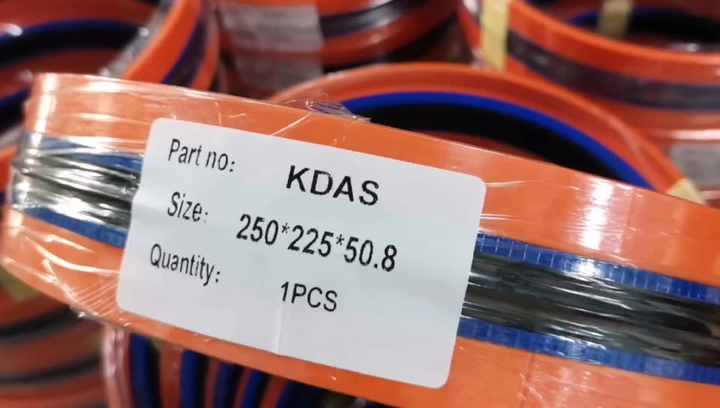 Part no: KDAS
Size: 250*225*50.8
Quantity: 1PCS